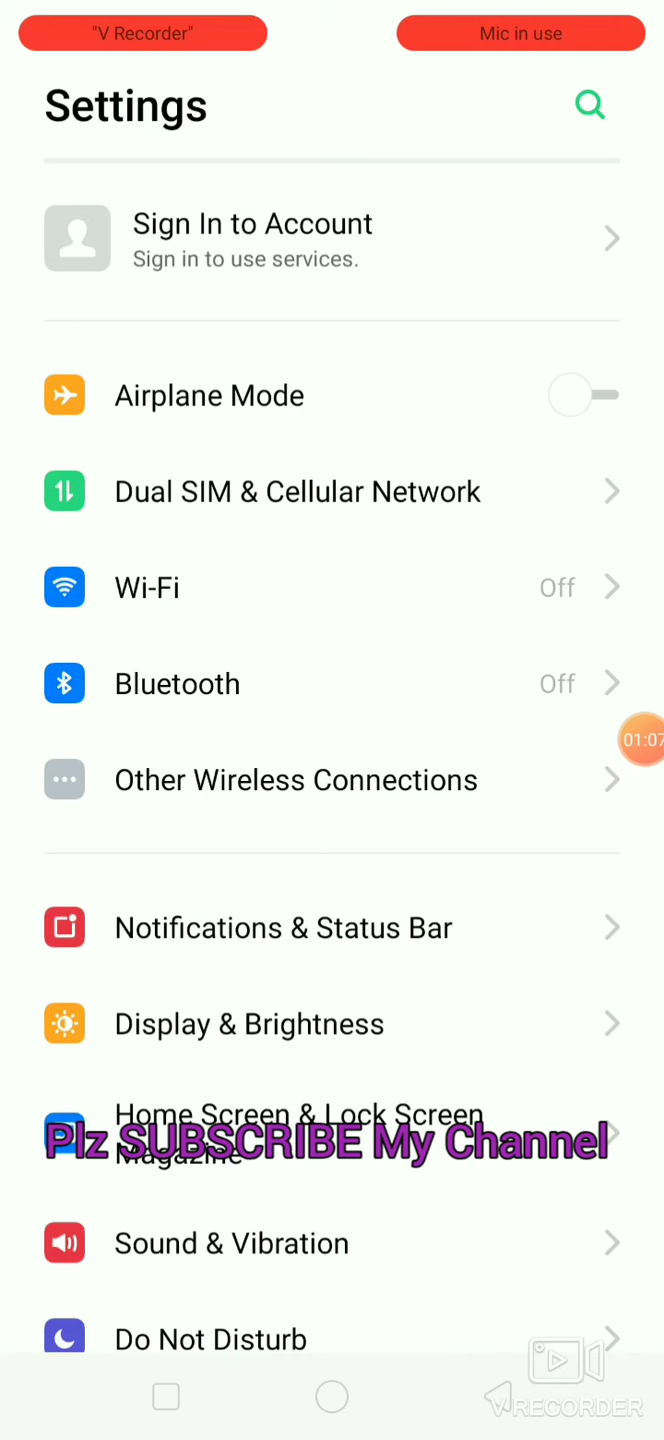 "V Recorder"
Mic in use
Settings
Sign In to Account
Sign in to use services.
Airplane Mode
Dual SIM & Cellular Network
Wi-Fi Off
Bluetooth Off
01:07
Other Wireless Connections
Notifications & Status Bar
Display & Brightness
Home Screen & Lock Screen
Plz SUBSCRIBE My Channel
Magazine
Sound & Vibration
Do Not Disturb
V RECORDER